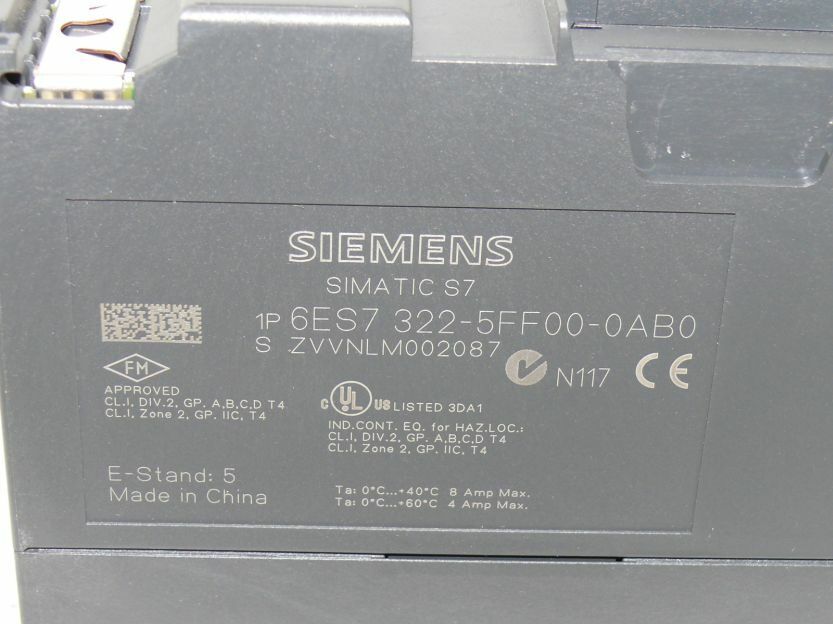 SIEMENS
SIMATIC S7
1P 6ES7 322-5FF00-0AB0
S ZVVNLM002087
N117 CE
FM
APPROVED
CL.I, DIV.2, GP. A,B,C,D T4
CL.I, Zone 2, GP. IIC, T4
C UL US LISTED 3DA1
IND.CONT. EQ. for HAZ.LOC.:
CL.I, DIV.2, GP. A,B,C,D T4
CL.I, Zone 2, GP. IIC, T4
E-Stand: 5
Made in China
Ta: 0°C...+40°C 8 Amp Max.
Ta: 0°C...+60°C 4 Amp Max.